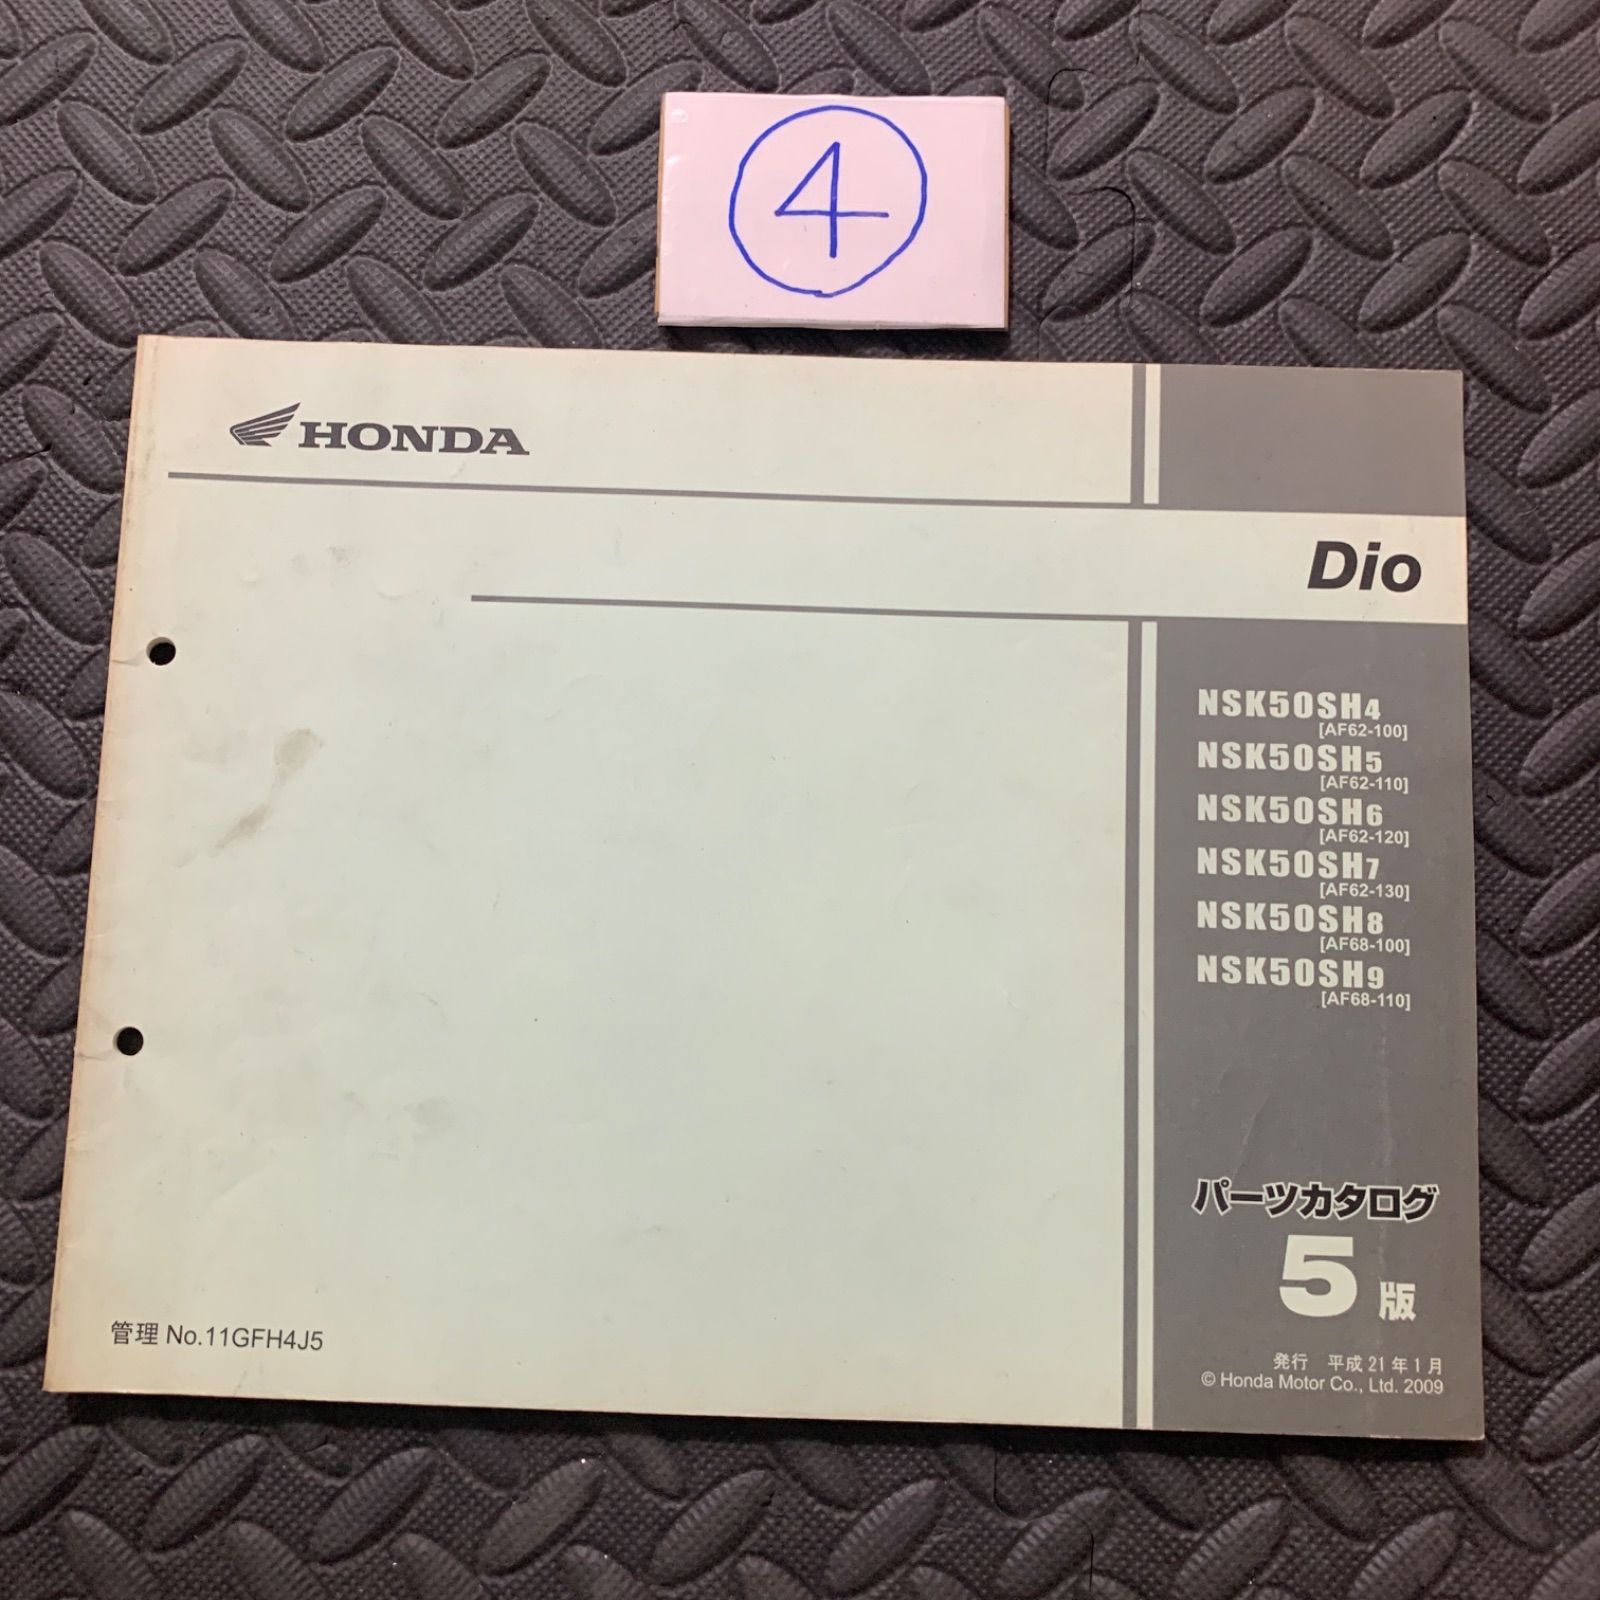 ④
HONDA
Dio
NSK50SH4
[AF62-100]
NSK50SH5
[AF62-110]
NSK50SH6
[AF62-120]
NSK50SH7
[AF62-130]
NSK50SH8
[AF68-100]
NSK50SH9
[AF68-110]
パーツカタログ
5版
管理 No.11GFH4J5
発行 平成21年1月
© Honda Motor Co., Ltd. 2009